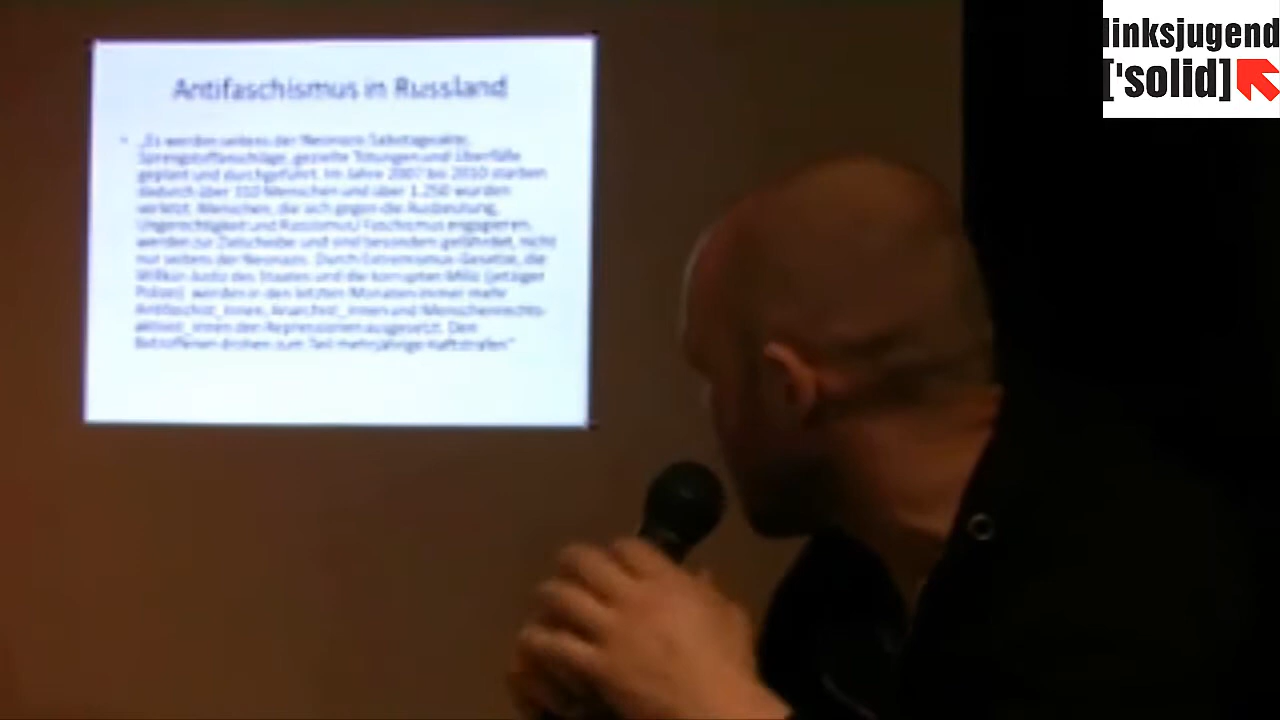 linksjugend
['solid]
Antifaschismus in Russland
• „Es werden seitens der Neonazis Sabotageakte,
Sprengstoffanschläge, gezielte Tötungen und Überfälle
geplant und durchgeführt. Im Jahre 2007 bis 2010 starben
dadurch über 310 Menschen und über 1.250 wurden
verletzt. Menschen, die sich gegen die Ausbeutung,
Ungerechtigkeit und Rassismus/ Faschismus engagieren,
werden zur Zielscheibe und sind besonders gefährdet, nicht
nur seitens der Neonazis. Durch Extremismus-Gesetze, die
Willkür-Justiz des Staates und die korrupten Miliz (jetziger
Polizei) werden in den letzten Monaten immer mehr
Antifaschist_innen, Anarchist_innen und Menschenrechts-
aktivist_innen den Repressionen ausgesetzt. Den
Betroffenen drohen zum Teil mehrjährige Haftstrafen"